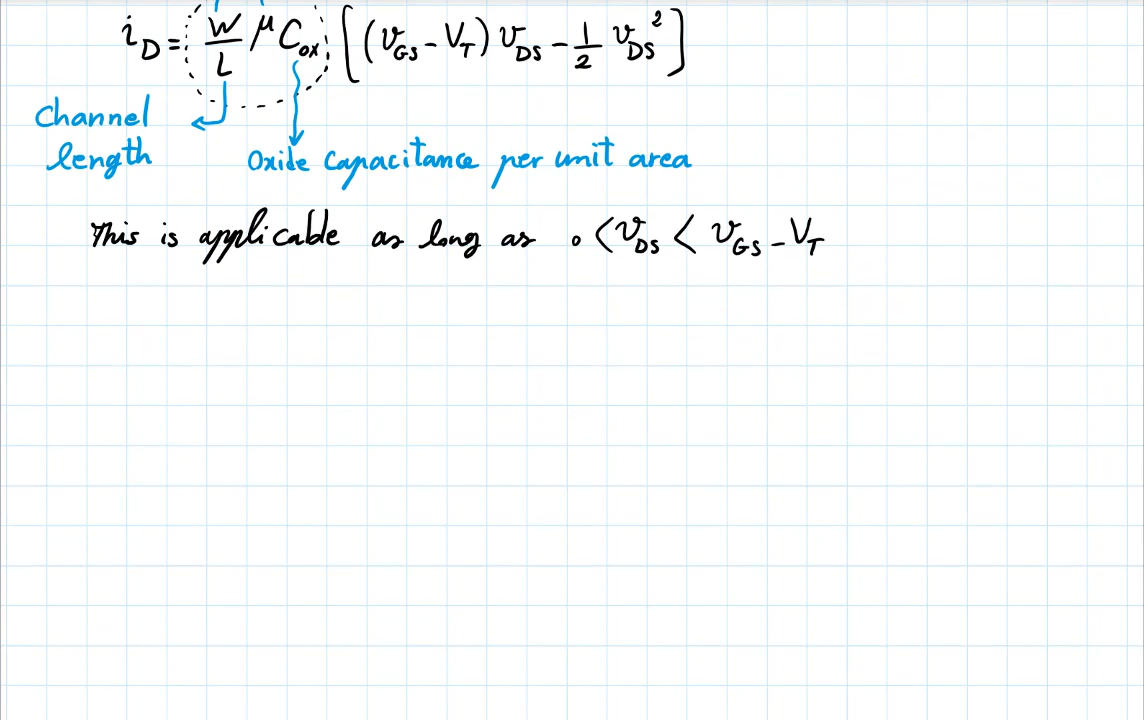 i_D = W/L μ C_ox [(v_GS - V_T) v_DS - 1/2 v_DS^2]
Channel
length
Oxide Capacitance per unit area
This is applicable as long as 0 < v_DS < v_GS - V_T